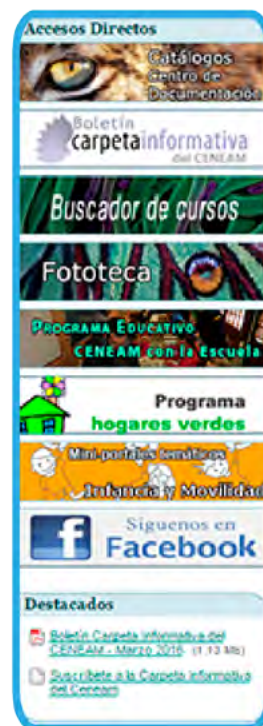 Accesos Directos
Catálogos
Centro de
Documentación
Boletín
carpetainformativa
del CENEAM
Buscador de cursos
Fototeca
PROGRAMA EDUCATIVO
CENEAM con la Escuela
Programa
hogares verdes
Mini-portales temáticos
Infancia y Movilidad
Síguenos en
Facebook
Destacados
Boletín Carpeta Informativa del
CENEAM - Marzo 2016 (1.13 Mb)
Suscríbete a la Carpeta Informativa
del Ceneam